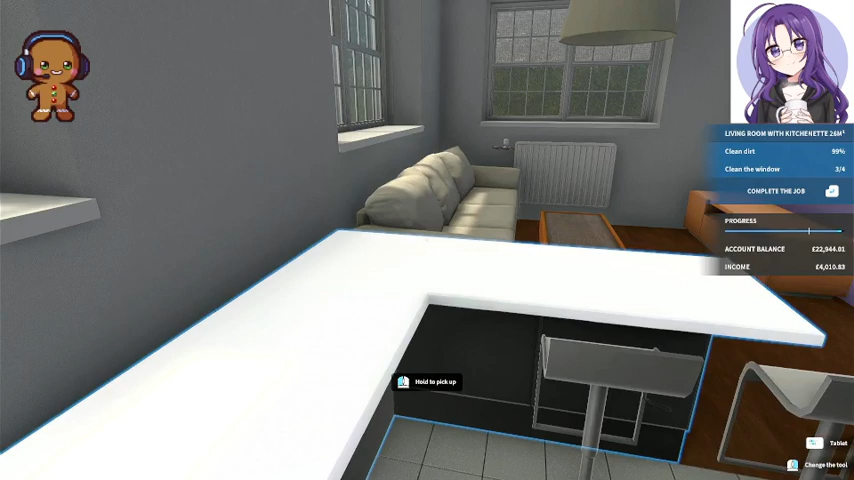 LIVING ROOM WITH KITCHENETTE 26M²
Clean dirt 99%
Clean the window 3/4
COMPLETE THE JOB
PROGRESS
ACCOUNT BALANCE £22,944.01
INCOME £4,010.83
Hold to pick up
Tablet
Change the tool